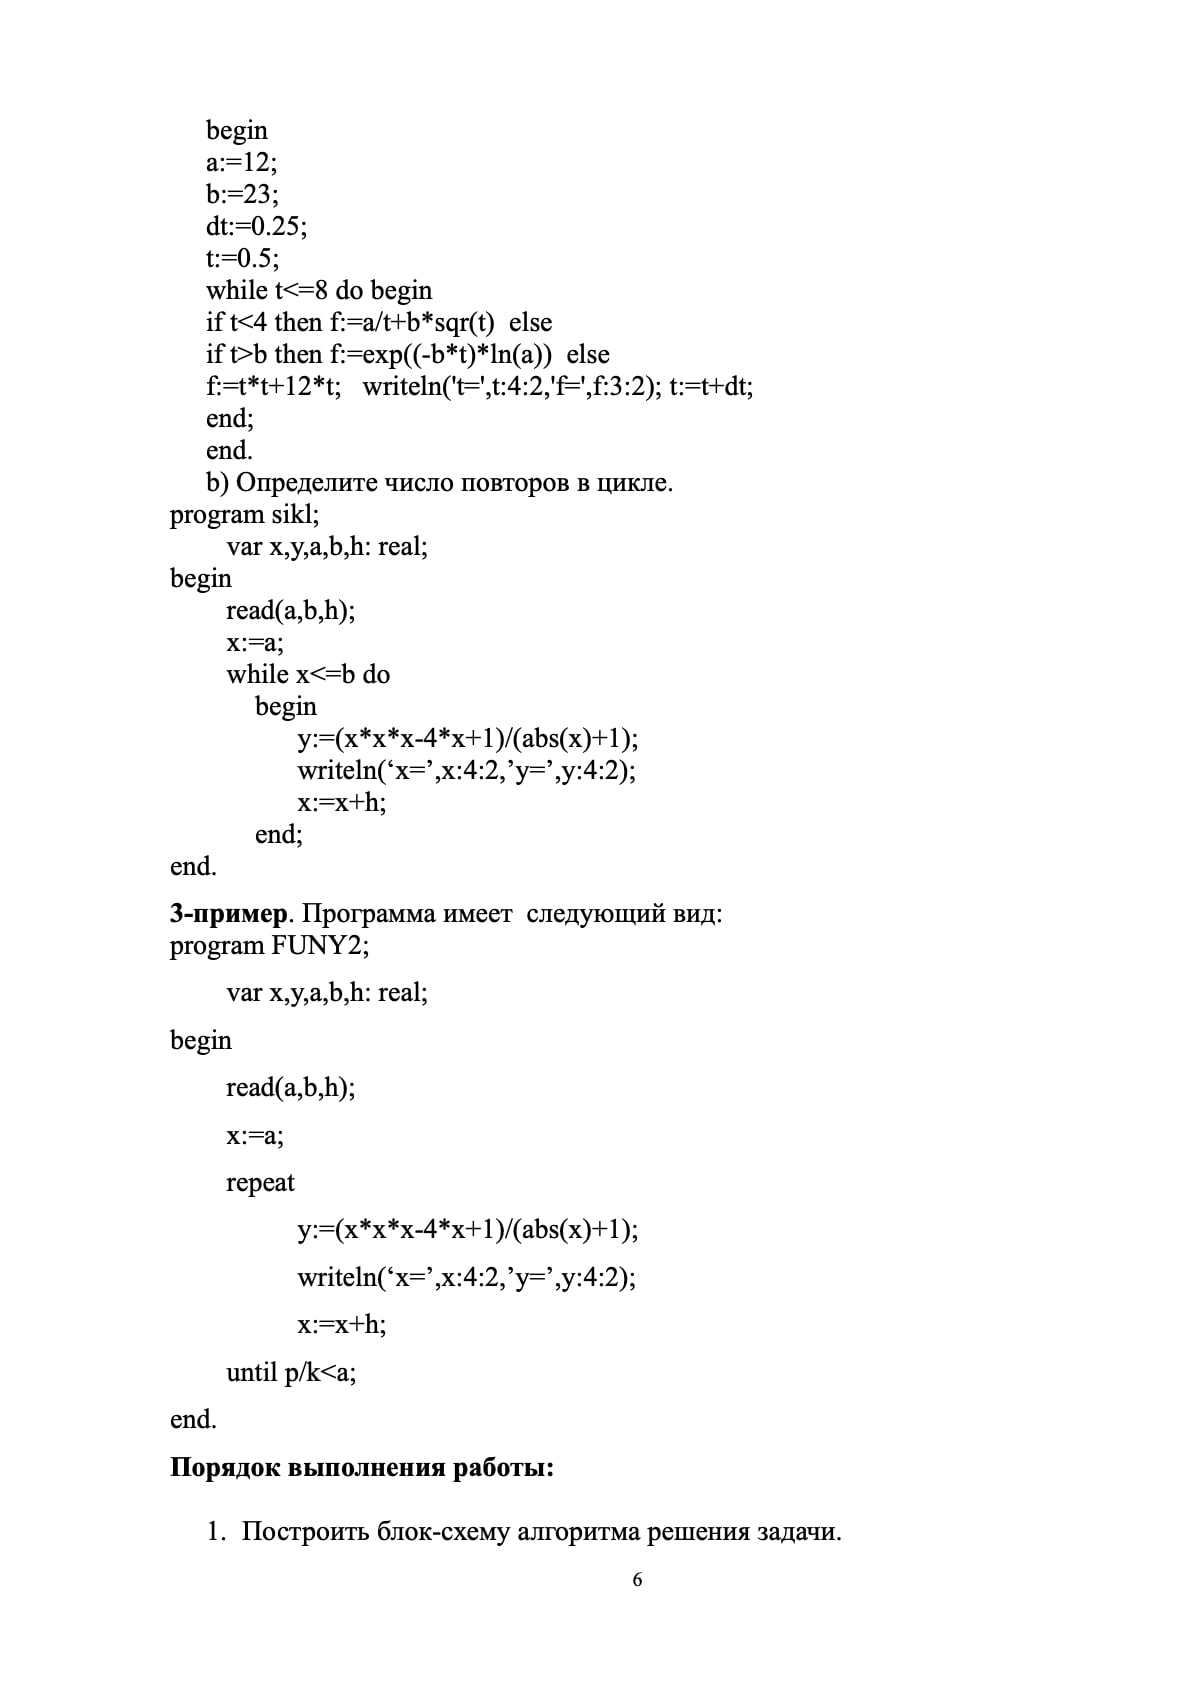 begin
a:=12;
b:=23;
dt:=0.25;
t:=0.5;
while t<=8 do begin
if t<4 then f:=a/t+b*sqr(t)  else
if t>b then f:=exp((-b*t)*ln(a))  else
f:=t*t+12*t;   writeln('t=',t:4:2,'f=',f:3:2); t:=t+dt;
end;
end.
b) Определите число повторов в цикле.
program sikl;
var x,y,a,b,h: real;
begin
read(a,b,h);
x:=a;
while x<=b do
begin
y:=(x*x*x-4*x+1)/(abs(x)+1);
writeln(‘x=’,x:4:2,’y=’,y:4:2);
x:=x+h;
end;
end.
3-пример. Программа имеет  следующий вид:
program FUNY2;
var x,y,a,b,h: real;
begin
read(a,b,h);
x:=a;
repeat
y:=(x*x*x-4*x+1)/(abs(x)+1);
writeln(‘x=’,x:4:2,’y=’,y:4:2);
x:=x+h;
until p/k<a;
end.
Порядок выполнения работы:
1. Построить блок-схему алгоритма решения задачи.
6